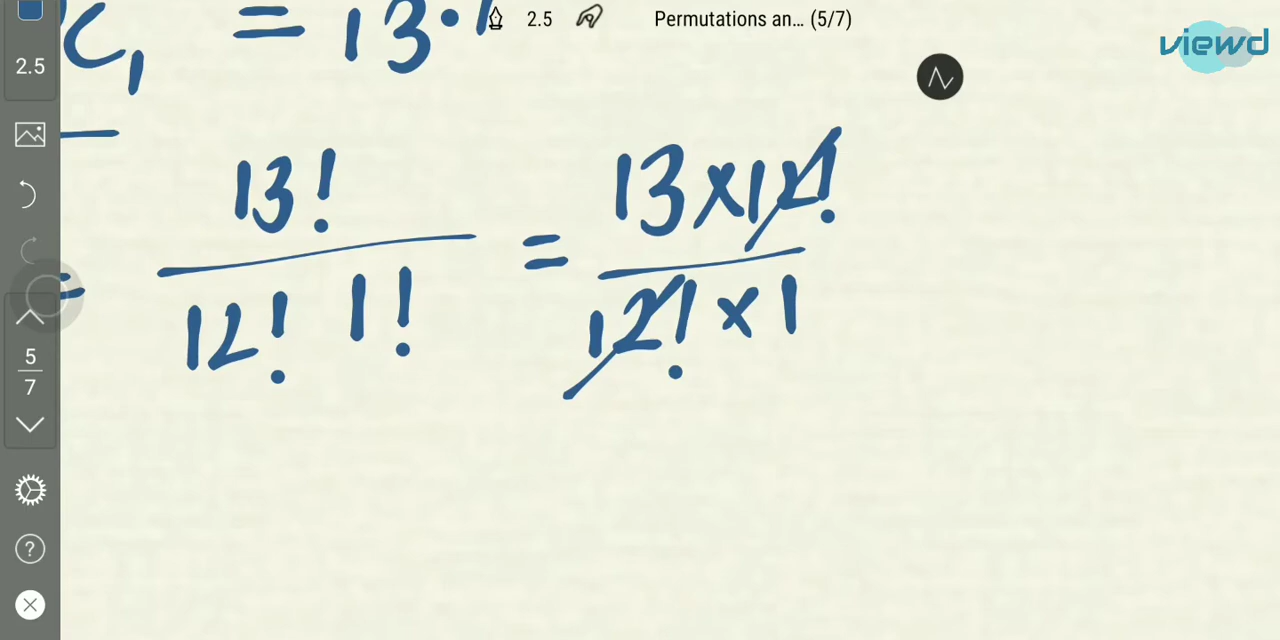 2.5 Permutations an... (5/7)
viewd
2.5
C₁ = 13.
= 13! / 12! 1! = 13 x 12! / 12! x 1
5
7
?